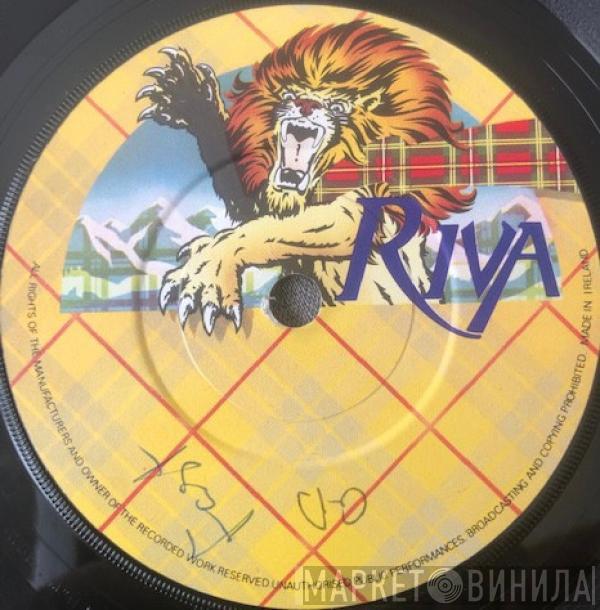 RIVA
ALL RIGHTS OF THE MANUFACTURERS AND OWNER OF THE RECORDED WORK RESERVED UNAUTHORISED PUBLIC PERFORMANCES, BROADCASTING AND COPYING PROHIBITED. MADE IN IRELAND
МАРКЕТ ВИНИЛА